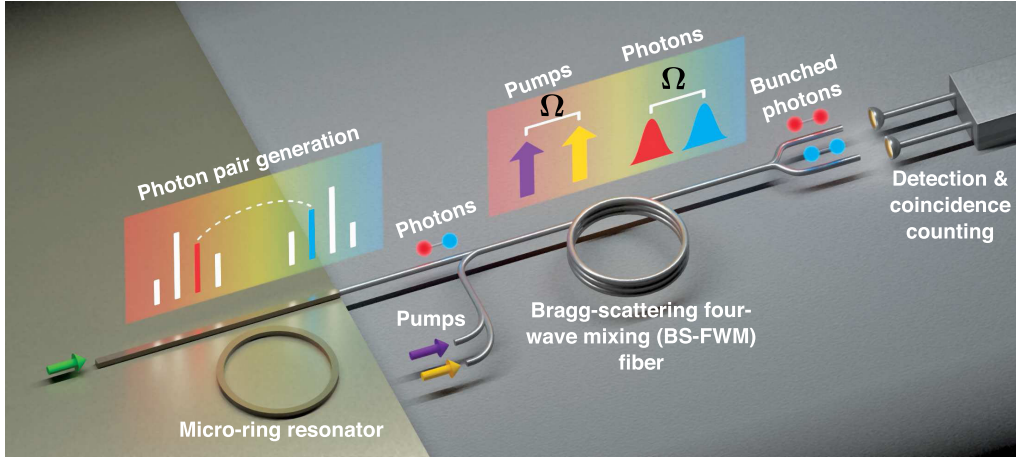 Photons
Pumps
Ω
Ω
Bunched
photons
Photon pair generation
Photons
Detection &
coincidence
counting
Pumps
Bragg-scattering four-
wave mixing (BS-FWM)
fiber
Micro-ring resonator